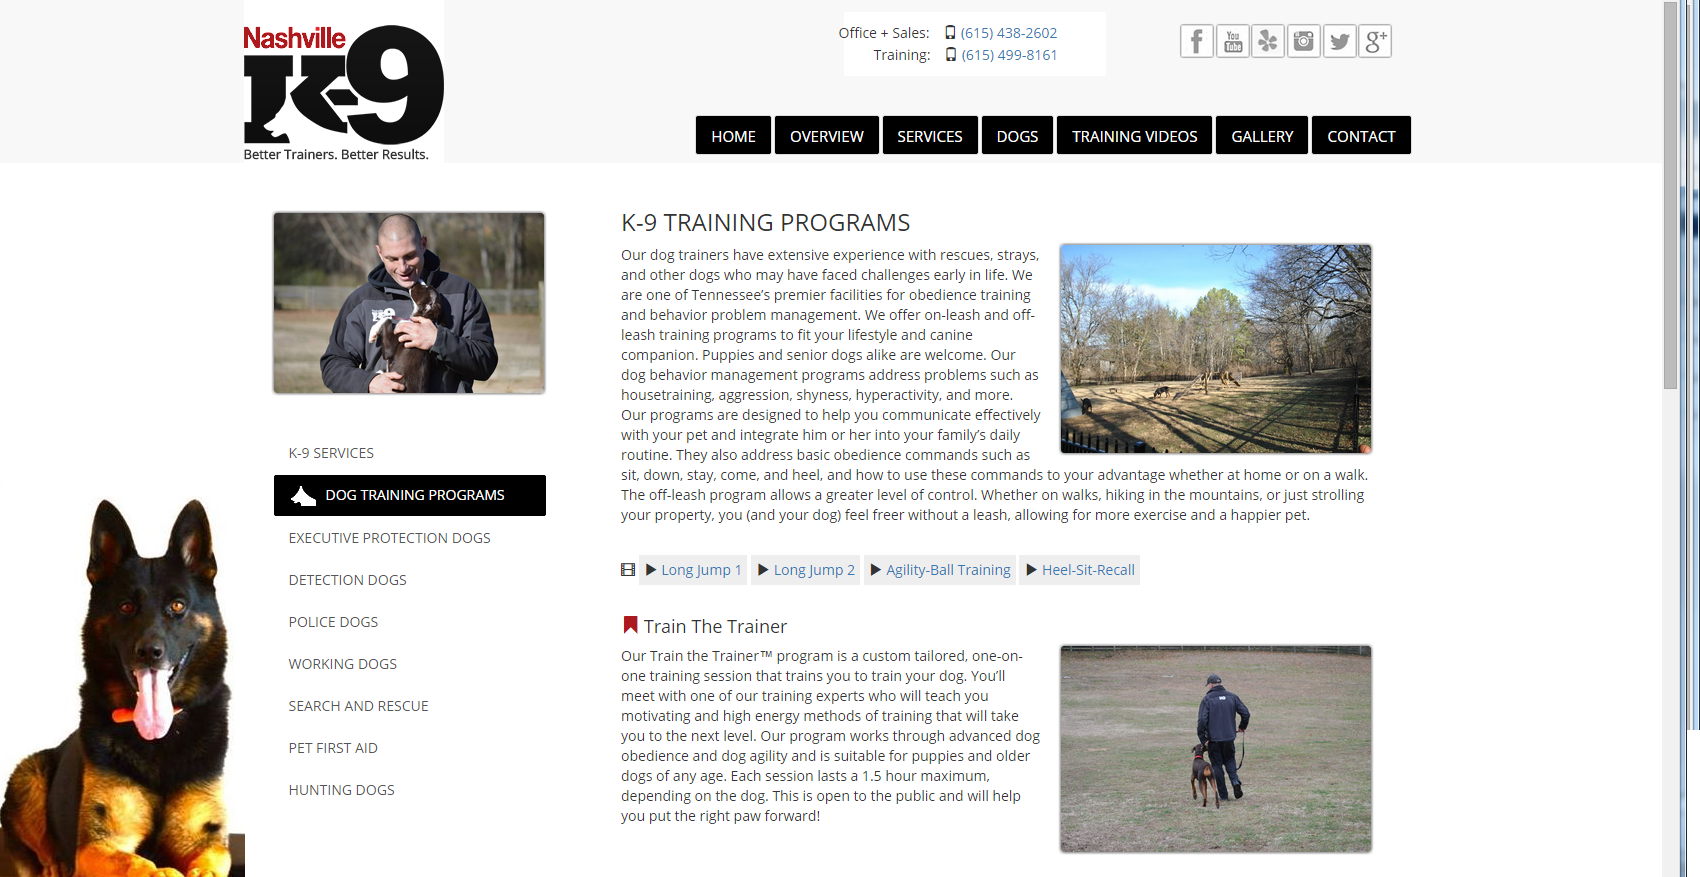 Nashville
K-9
Better Trainers. Better Results.
Office + Sales: (615) 438-2602
Training: (615) 499-8161
f
You
Tube
g+
HOME
OVERVIEW
SERVICES
DOGS
TRAINING VIDEOS
GALLERY
CONTACT
K-9 SERVICES
DOG TRAINING PROGRAMS
EXECUTIVE PROTECTION DOGS
DETECTION DOGS
POLICE DOGS
WORKING DOGS
SEARCH AND RESCUE
PET FIRST AID
HUNTING DOGS
K-9 TRAINING PROGRAMS
Our dog trainers have extensive experience with rescues, strays,
and other dogs who may have faced challenges early in life. We
are one of Tennessee’s premier facilities for obedience training
and behavior problem management. We offer on-leash and off-
leash training programs to fit your lifestyle and canine
companion. Puppies and senior dogs alike are welcome. Our
dog behavior management programs address problems such as
housetraining, aggression, shyness, hyperactivity, and more.
Our programs are designed to help you communicate effectively
with your pet and integrate him or her into your family’s daily
routine. They also address basic obedience commands such as
sit, down, stay, come, and heel, and how to use these commands to your advantage whether at home or on a walk.
The off-leash program allows a greater level of control. Whether on walks, hiking in the mountains, or just strolling
your property, you (and your dog) feel freer without a leash, allowing for more exercise and a happier pet.
Long Jump 1
Long Jump 2
Agility-Ball Training
Heel-Sit-Recall
Train The Trainer
Our Train the Trainer™ program is a custom tailored, one-on-
one training session that trains you to train your dog. You’ll
meet with one of our training experts who will teach you
motivating and high energy methods of training that will take
you to the next level. Our program works through advanced dog
obedience and dog agility and is suitable for puppies and older
dogs of any age. Each session lasts a 1.5 hour maximum,
depending on the dog. This is open to the public and will help
you put the right paw forward!